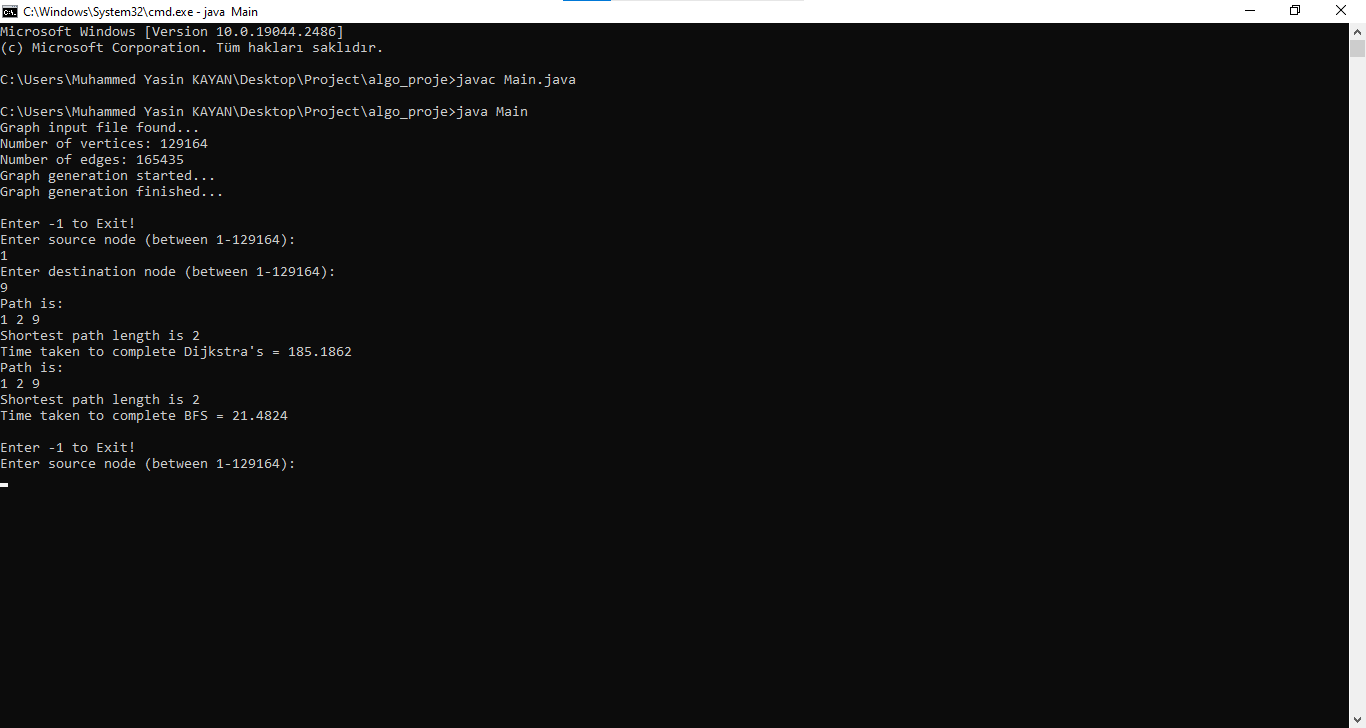 C:\Windows\System32\cmd.exe - java  Main
Microsoft Windows [Version 10.0.19044.2486]
(c) Microsoft Corporation. Tüm hakları saklıdır.
C:\Users\Muhammed Yasin KAYAN\Desktop\Project\algo_proje>javac Main.java
C:\Users\Muhammed Yasin KAYAN\Desktop\Project\algo_proje>java Main
Graph input file found...
Number of vertices: 129164
Number of edges: 165435
Graph generation started...
Graph generation finished...
Enter -1 to Exit!
Enter source node (between 1-129164):
1
Enter destination node (between 1-129164):
9
Path is:
1 2 9
Shortest path length is 2
Time taken to complete Dijkstra's = 185.1862
Path is:
1 2 9
Shortest path length is 2
Time taken to complete BFS = 21.4824
Enter -1 to Exit!
Enter source node (between 1-129164):